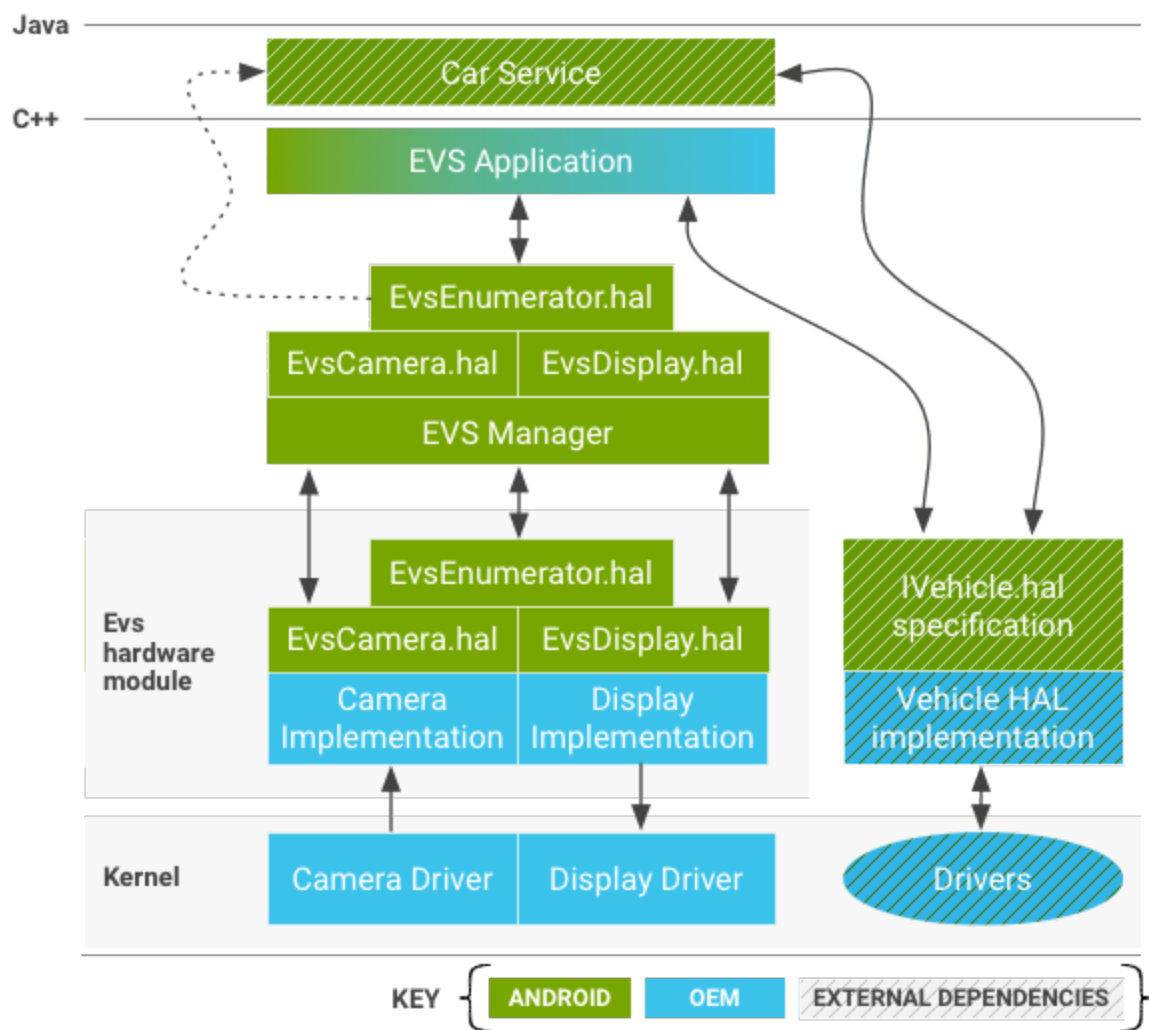 Java
Car Service
C++
EVS Application
EvsEnumerator.hal
EvsCamera.hal
EvsDisplay.hal
EVS Manager
EvsEnumerator.hal
Evs
hardware
module
EvsCamera.hal
EvsDisplay.hal
Camera
Implementation
Display
Implementation
IVehicle.hal
specification
Vehicle HAL
implementation
Kernel
Camera Driver
Display Driver
Drivers
KEY
ANDROID
OEM
EXTERNAL DEPENDENCIES